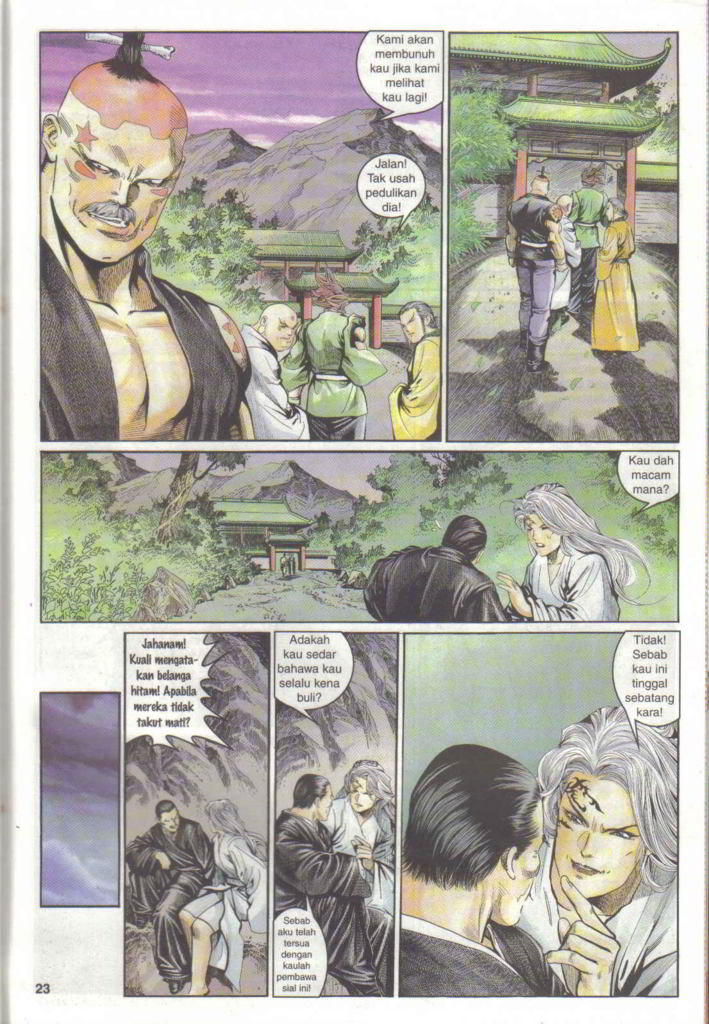 Kami akan
membunuh
kau jika kami
melihat
kau lagi!
Jalan!
Tak usah
pedulikan
dia!
Kau dah
macam
mana?
Jahanam!
Kuali mengata-
kan belanga
hitam! Apabila
mereka tidak
takut mati?
Adakah
kau sedar
bahawa kau
selalu kena
buli?
Sebab
aku telah
tersua
dengan
kaulah
pembawa
sial ini!
Tidak!
Sebab
kau ini
tinggal
sebatang
kara!
23